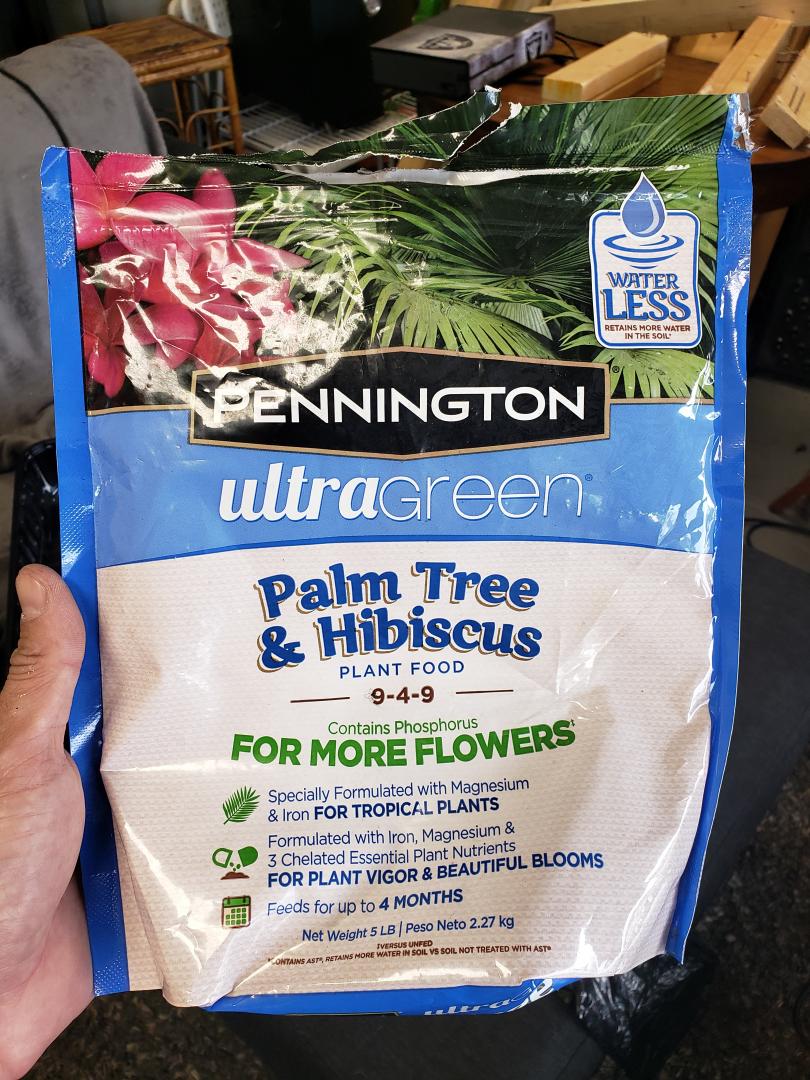 WATER
LESS
RETAINS MORE WATER
IN THE SOIL*
PENNINGTON®
ultraGreen®
Palm Tree
& Hibiscus
PLANT FOOD
9-4-9
Contains Phosphorus
FOR MORE FLOWERS‡
Specially Formulated with Magnesium
& Iron FOR TROPICAL PLANTS
Formulated with Iron, Magnesium &
3 Chelated Essential Plant Nutrients
FOR PLANT VIGOR & BEAUTIFUL BLOOMS
Feeds for up to 4 MONTHS
Net Weight 5 LB | Peso Neto 2.27 kg
‡VERSUS UNFED
*CONTAINS AST®, RETAINS MORE WATER IN SOIL VS SOIL NOT TREATED WITH AST®
ultra